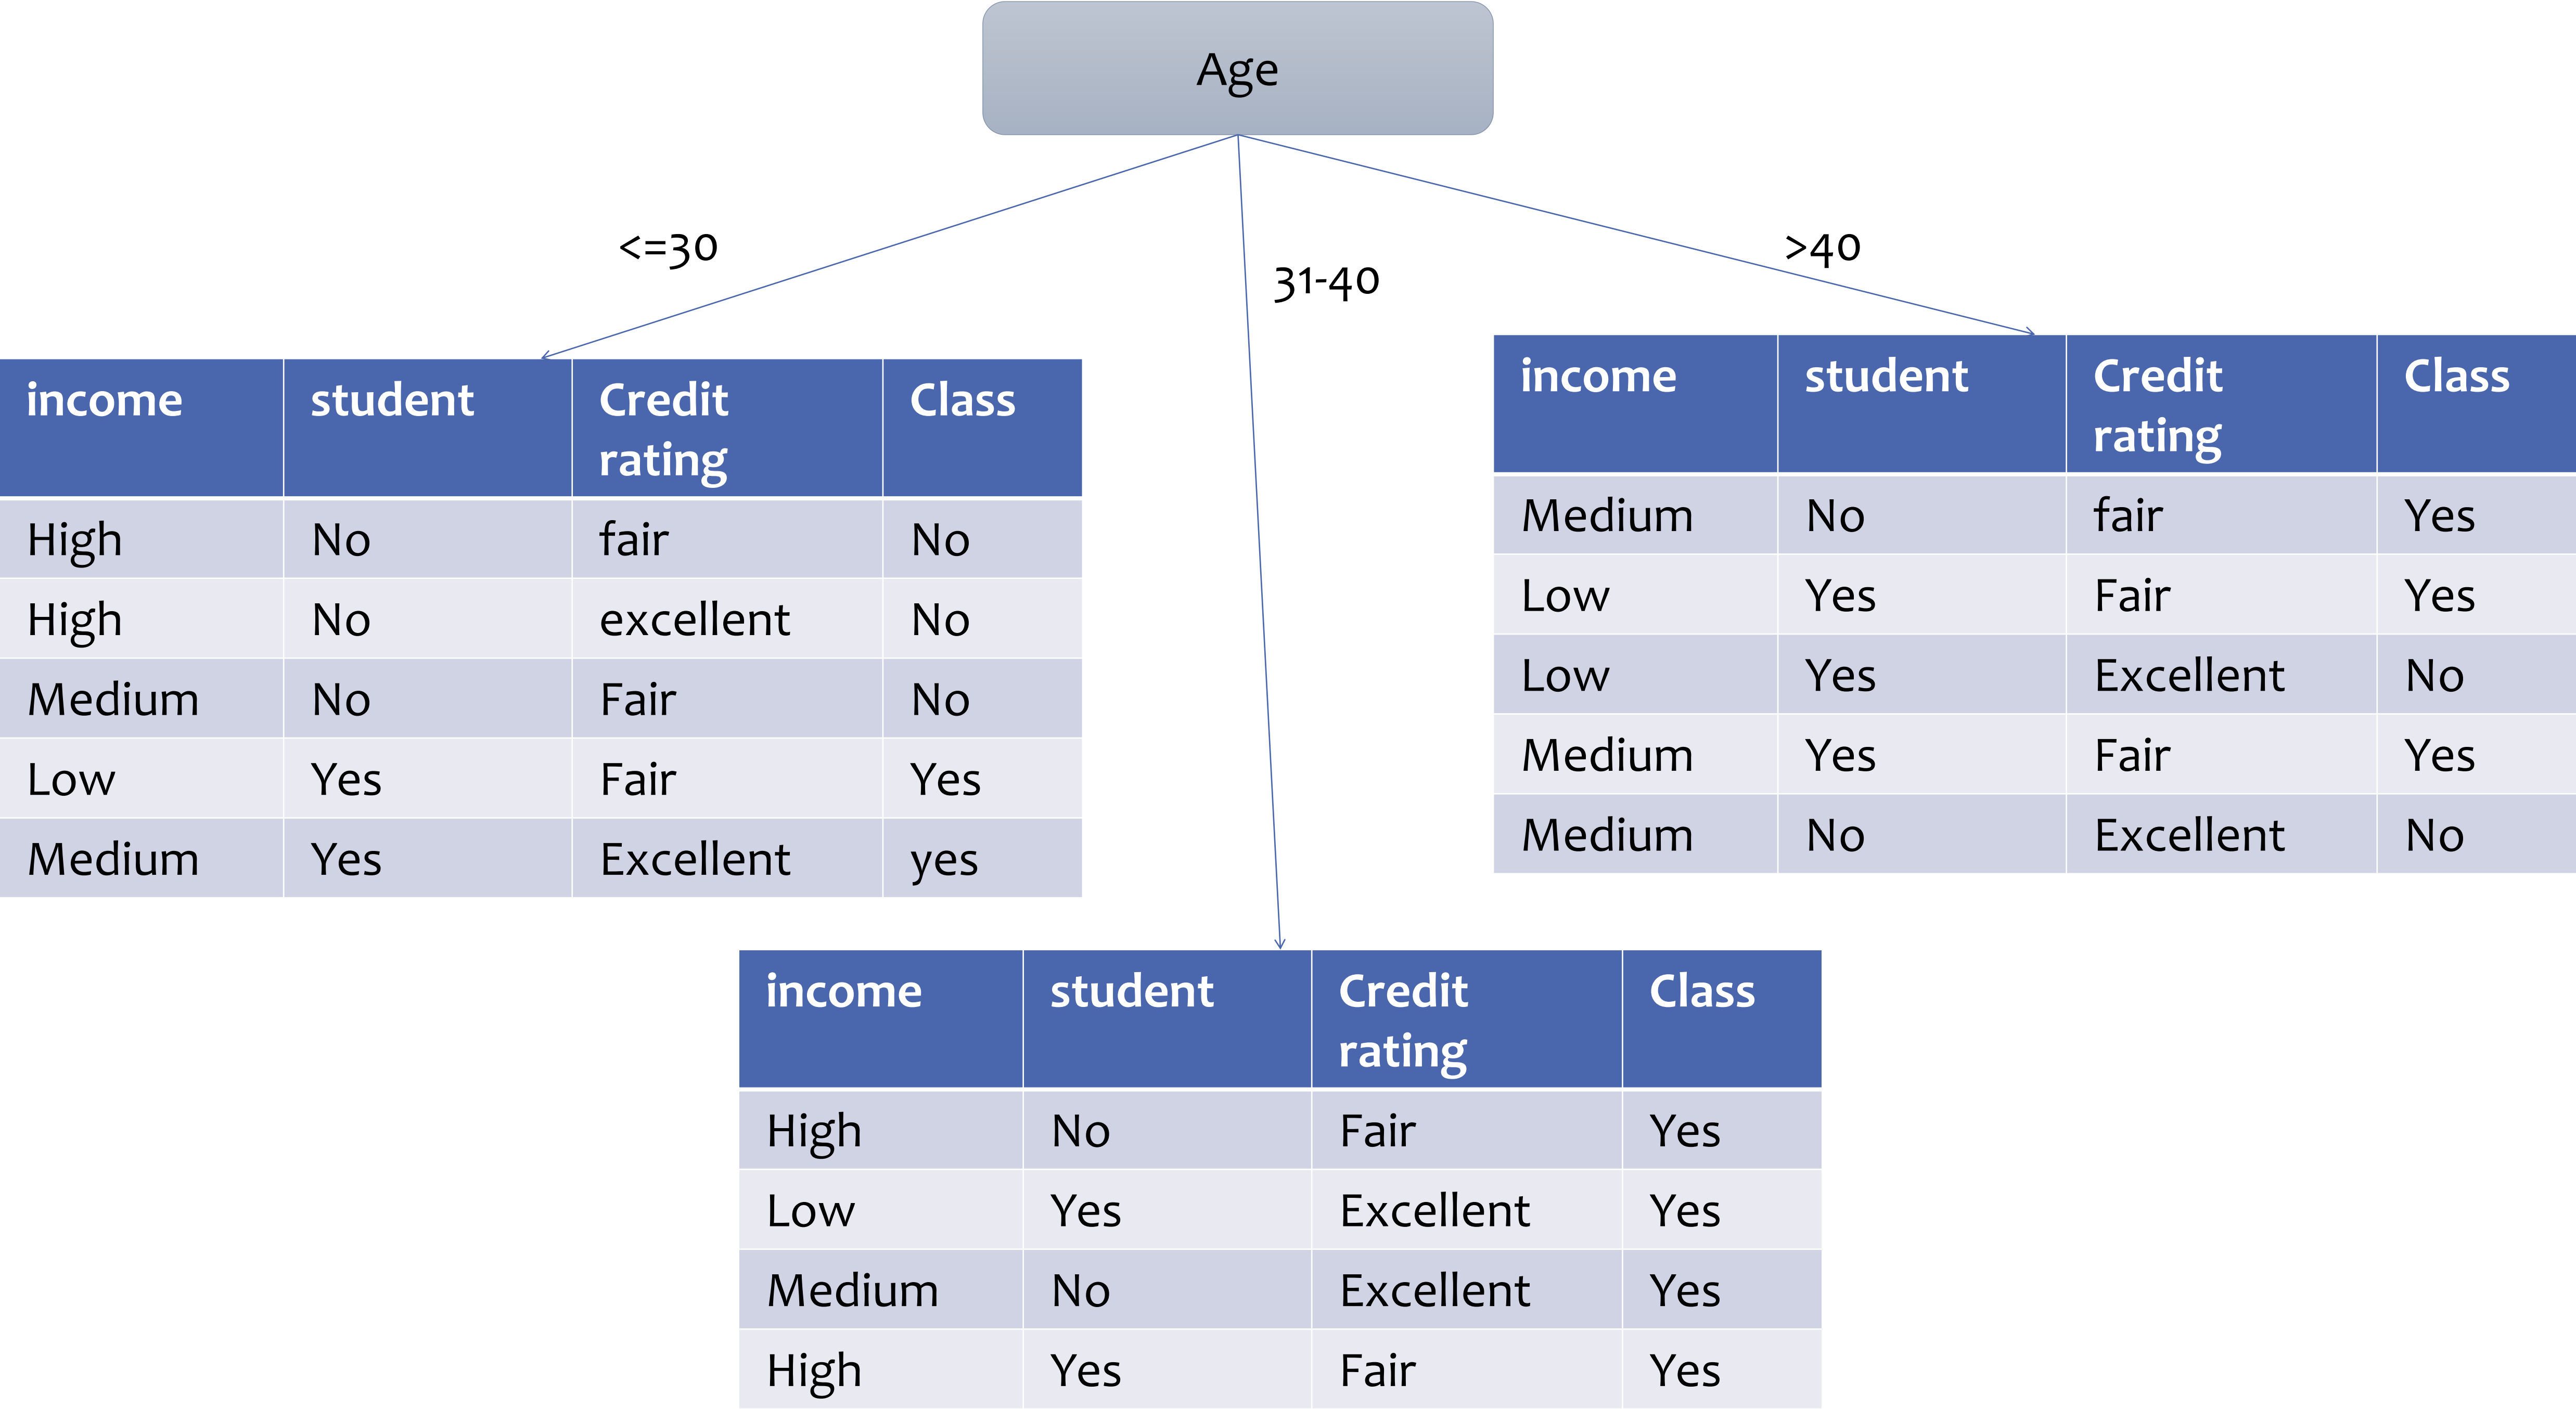 Age
<=30
31-40
>40
income student Credit rating Class
High No fair No
High No excellent No
Medium No Fair No
Low Yes Fair Yes
Medium Yes Excellent yes
income student Credit rating Class
Medium No fair Yes
Low Yes Fair Yes
Low Yes Excellent No
Medium Yes Fair Yes
Medium No Excellent No
income student Credit rating Class
High No Fair Yes
Low Yes Excellent Yes
Medium No Excellent Yes
High Yes Fair Yes